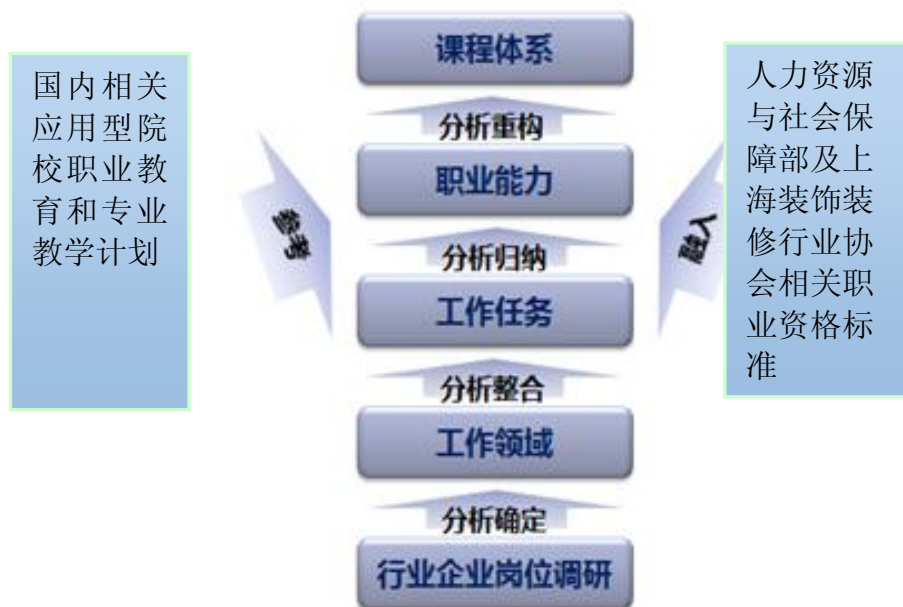 国内相关
应用型院
校职业教
育和专业
教学计划
课程体系
分析重构
职业能力
分析归纳
工作任务
分析整合
工作领域
分析确定
行业企业岗位调研
参考
融入
人力资源
与社会保
障部及上
海装饰装
修行业协
会相关职
业资格标
准